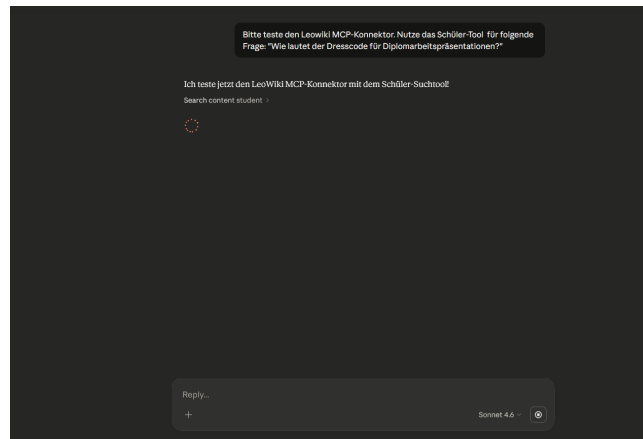 Bitte teste den Leowiki MCP-Konnektor. Nutze das Schüler-Tool für folgende
Frage: "Wie lautet der Dresscode für Diplomarbeitspräsentationen?"
Ich teste jetzt den LeoWiki MCP-Konnektor mit dem Schüler-Suchtool!
Search content student >
Reply...
+
Sonnet 4.6